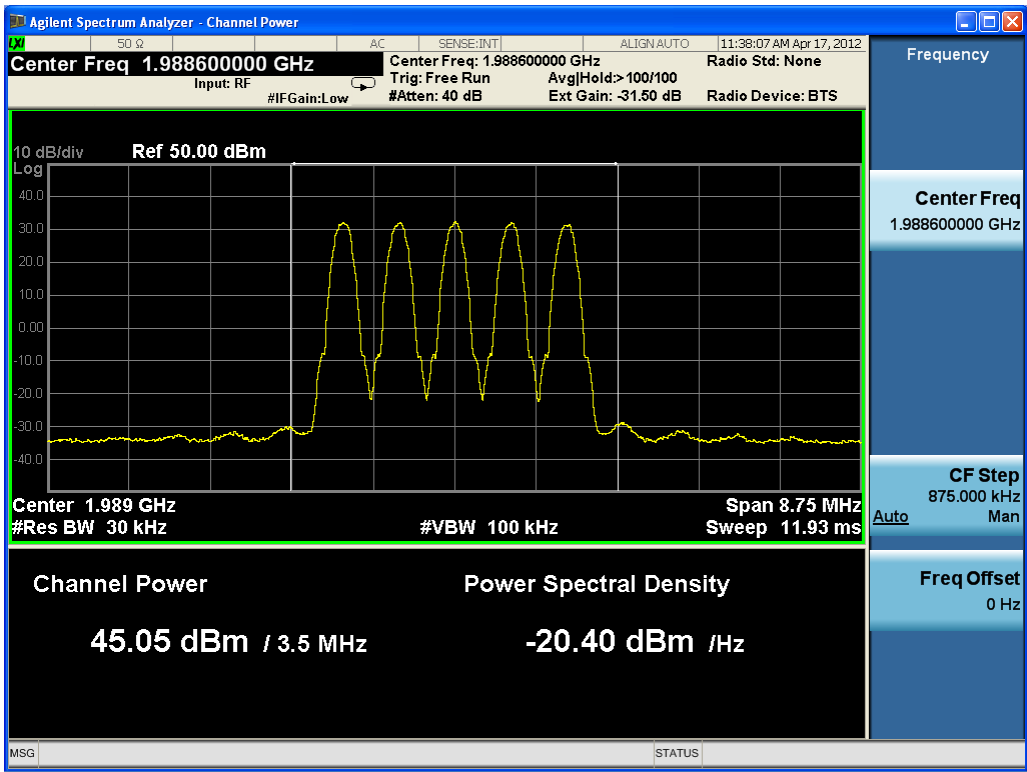 Agilent Spectrum Analyzer - Channel Power
LXI 50 Ω AC SENSE:INT ALIGN AUTO 11:38:07 AM Apr 17, 2012
Center Freq 1.988600000 GHz
Input: RF
#IFGain:Low
Center Freq: 1.988600000 GHz
Trig: Free Run Avg|Hold:> 100/100
#Atten: 40 dB Ext Gain: -31.50 dB
Radio Std: None
Radio Device: BTS
10 dB/div Ref 50.00 dBm
Log
40.0
30.0
20.0
10.0
0.00
-10.0
-20.0
-30.0
-40.0
Center 1.989 GHz Span 8.75 MHz
#Res BW 30 kHz #VBW 100 kHz Sweep 11.93 ms
Channel Power Power Spectral Density
45.05 dBm / 3.5 MHz -20.40 dBm /Hz
Frequency
Center Freq
1.988600000 GHz
CF Step
875.000 kHz
Auto Man
Freq Offset
0 Hz
MSG STATUS